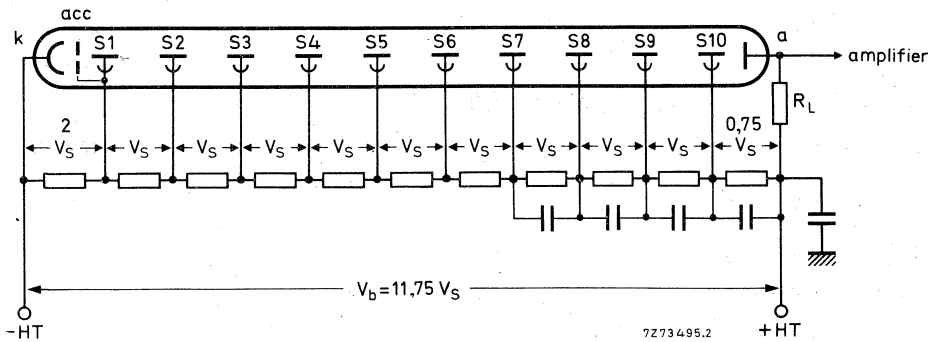 acc
k S1 S2 S3 S4 S5 S6 S7 S8 S9 S10 a
amplifier
R_L
2 V_S V_S V_S V_S V_S V_S V_S V_S V_S V_S 0,75 V_S
V_b = 11,75 V_S
-HT 7Z73495.2 +HT